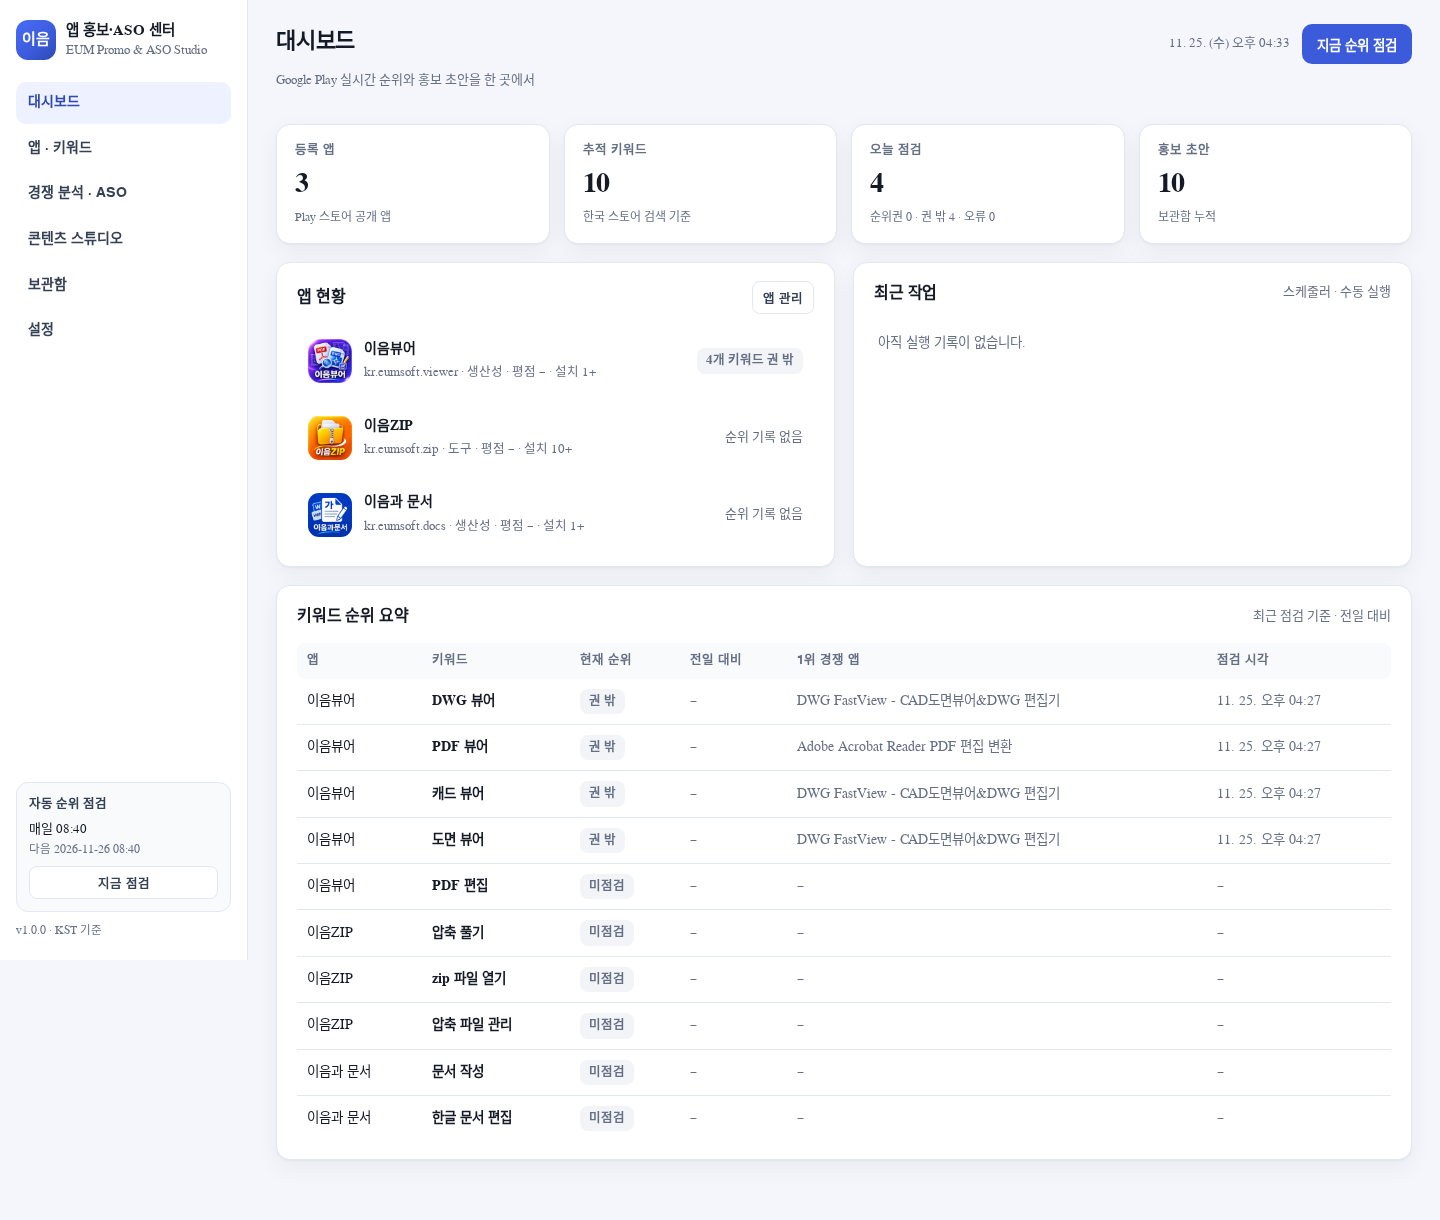 이음
앱 홍보·ASO 센터
EUM Promo & ASO Studio
대시보드
앱 · 키워드
경쟁 분석 · ASO
콘텐츠 스튜디오
보관함
설정
자동 순위 점검
매일 08:40
다음 2026-11-26 08:40
지금 점검
v1.0.0 · KST 기준
대시보드
Google Play 실시간 순위와 홍보 초안을 한 곳에서
11. 25. (수) 오후 04:33
지금 순위 점검
등록 앱
3
Play 스토어 공개 앱
추적 키워드
10
한국 스토어 검색 기준
오늘 점검
4
순위권 0 · 권 밖 4 · 오류 0
홍보 초안
10
보관함 누적
앱 현황
앱 관리
이음뷰어
이음뷰어
kr.eumsoft.viewer · 생산성 · 평점 – · 설치 1+
4개 키워드 권 밖
이음ZIP
이음ZIP
kr.eumsoft.zip · 도구 · 평점 – · 설치 10+
순위 기록 없음
이음과문서
이음과 문서
kr.eumsoft.docs · 생산성 · 평점 – · 설치 1+
순위 기록 없음
최근 작업
스케줄러 · 수동 실행
아직 실행 기록이 없습니다.
키워드 순위 요약
최근 점검 기준 · 전일 대비
앱 키워드 현재 순위 전일 대비 1위 경쟁 앱 점검 시각
이음뷰어 DWG 뷰어 권 밖 – DWG FastView - CAD도면뷰어&DWG 편집기 11. 25. 오후 04:27
이음뷰어 PDF 뷰어 권 밖 – Adobe Acrobat Reader PDF 편집 변환 11. 25. 오후 04:27
이음뷰어 캐드 뷰어 권 밖 – DWG FastView - CAD도면뷰어&DWG 편집기 11. 25. 오후 04:27
이음뷰어 도면 뷰어 권 밖 – DWG FastView - CAD도면뷰어&DWG 편집기 11. 25. 오후 04:27
이음뷰어 PDF 편집 미점검 – – –
이음ZIP 압축 풀기 미점검 – – –
이음ZIP zip 파일 열기 미점검 – – –
이음ZIP 압축 파일 관리 미점검 – – –
이음과 문서 문서 작성 미점검 – – –
이음과 문서 한글 문서 편집 미점검 – – –